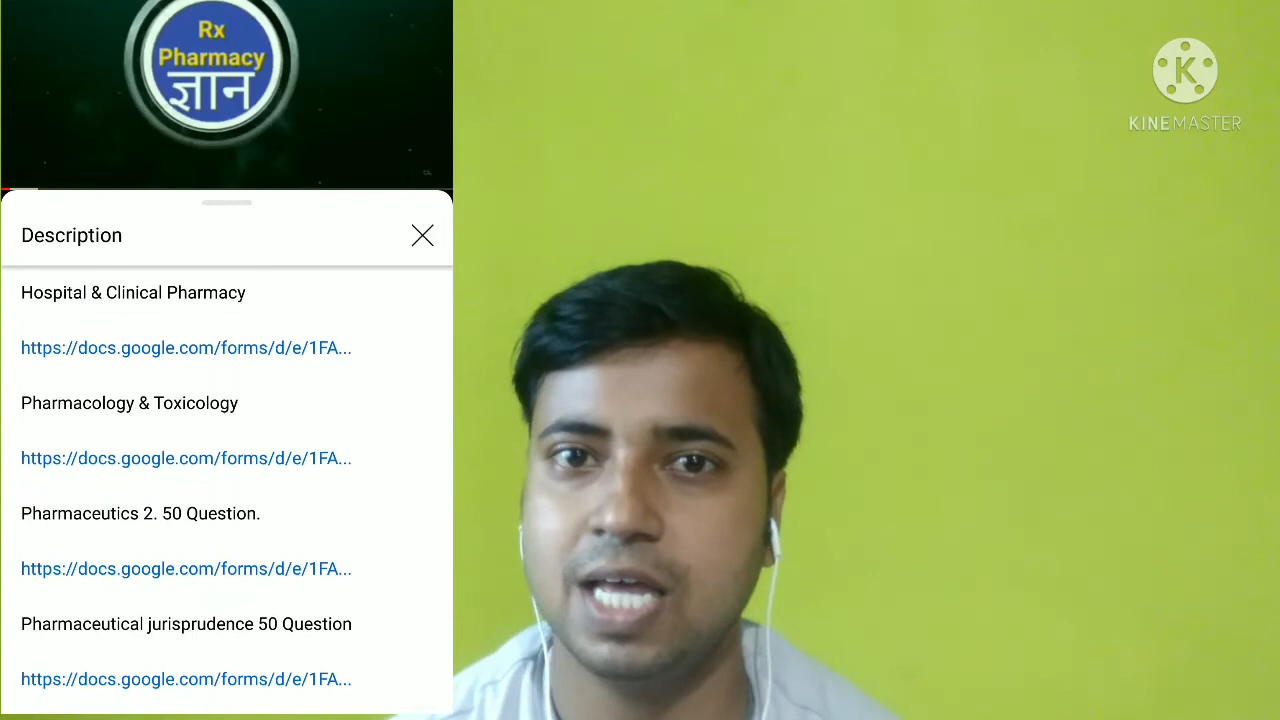 Rx
Pharmacy
ज्ञान
Description
Hospital & Clinical Pharmacy
https://docs.google.com/forms/d/e/1FA...
Pharmacology & Toxicology
https://docs.google.com/forms/d/e/1FA...
Pharmaceutics 2. 50 Question.
https://docs.google.com/forms/d/e/1FA...
Pharmaceutical jurisprudence 50 Question
https://docs.google.com/forms/d/e/1FA...
K
KINEMASTER